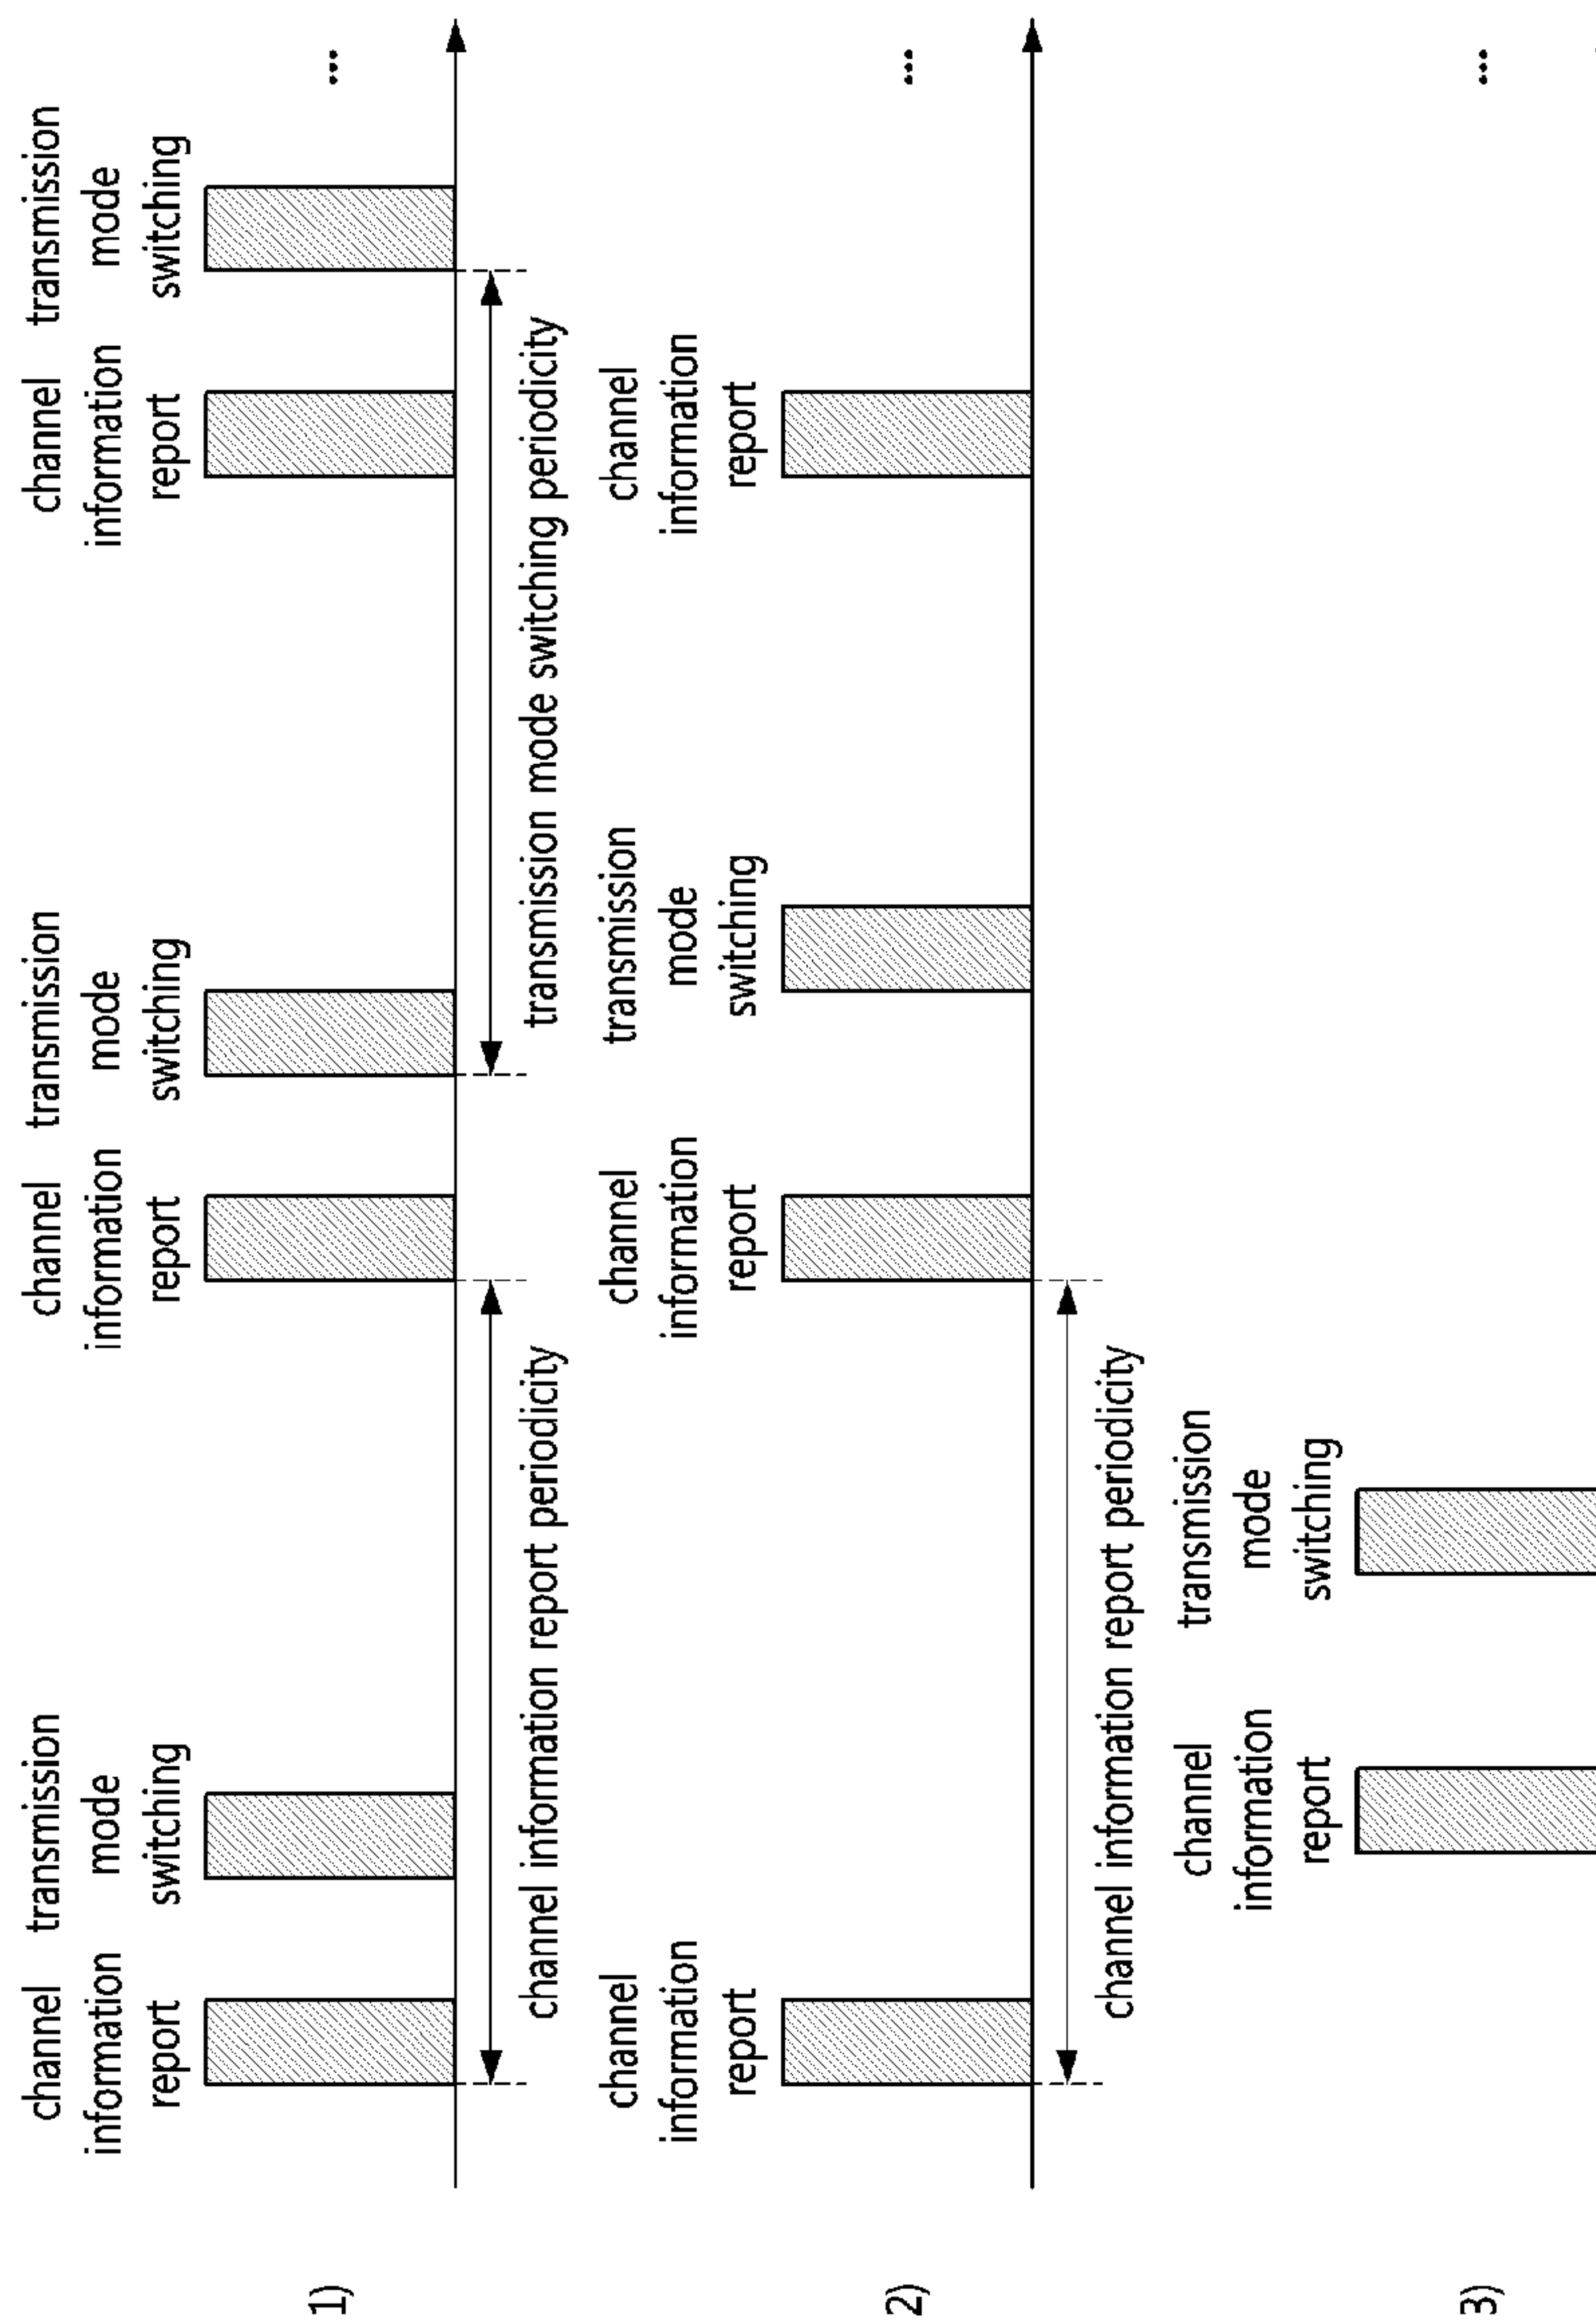 channel
information
report
transmission
mode
switching
channel
information
report
transmission
mode
switching
channel
information
report
transmission
mode
switching
1)
...
channel information report periodicity
transmission mode switching periodicity
channel
information
report
channel
information
report
transmission
mode
switching
channel
information
report
2)
...
channel information report periodicity
channel
information
report
transmission
mode
switching
3)
...